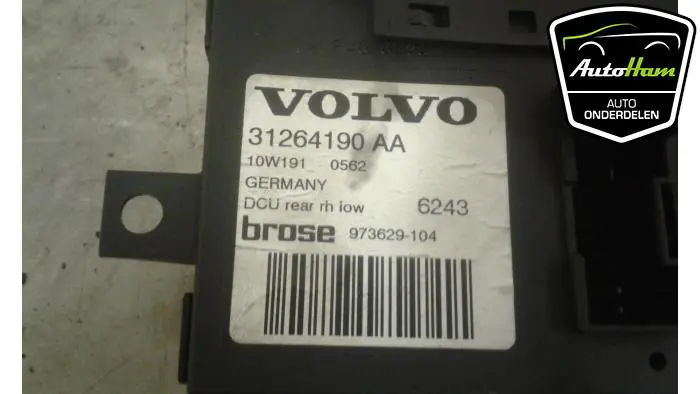 VOLVO
31264190 AA
10W191 0562
GERMANY
DCU rear rh low 6243
brose 973629-104
AutoHam
AUTO
ONDERDELEN